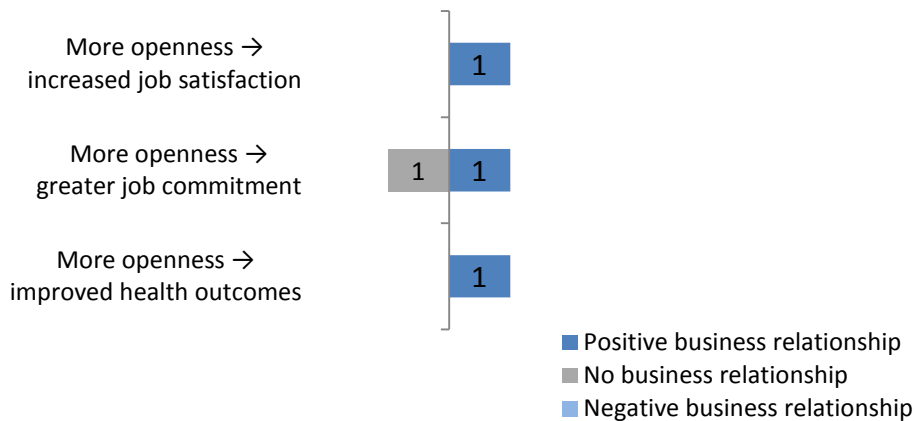 More openness →
increased job satisfaction
1
More openness →
greater job commitment
1 1
More openness →
improved health outcomes
1
Positive business relationship
No business relationship
Negative business relationship